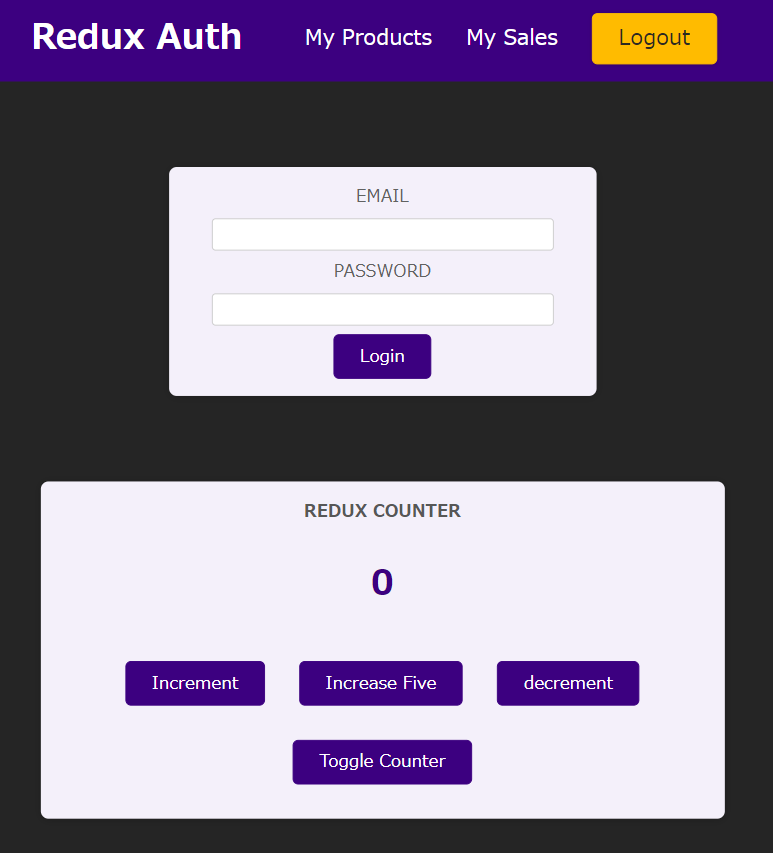 Redux Auth My Products My Sales Logout
EMAIL
PASSWORD
Login
REDUX COUNTER
0
Increment Increase Five decrement
Toggle Counter